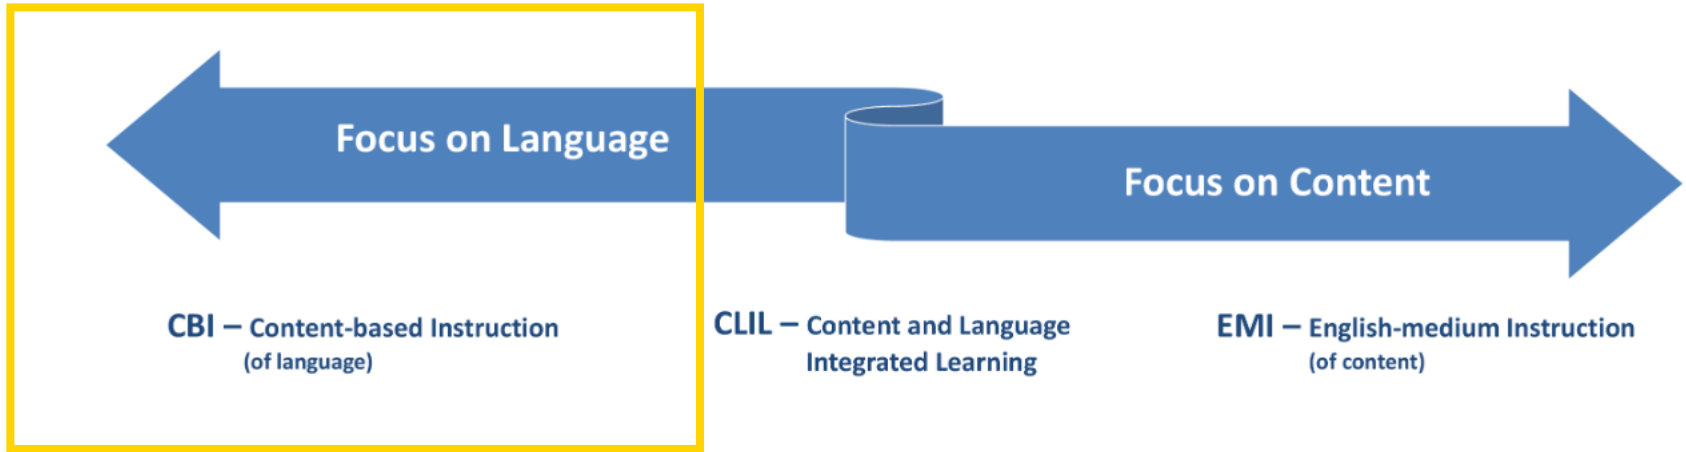 Focus on Language
Focus on Content
CBI – Content-based Instruction
(of language)
CLIL – Content and Language
Integrated Learning
EMI – English-medium Instruction
(of content)